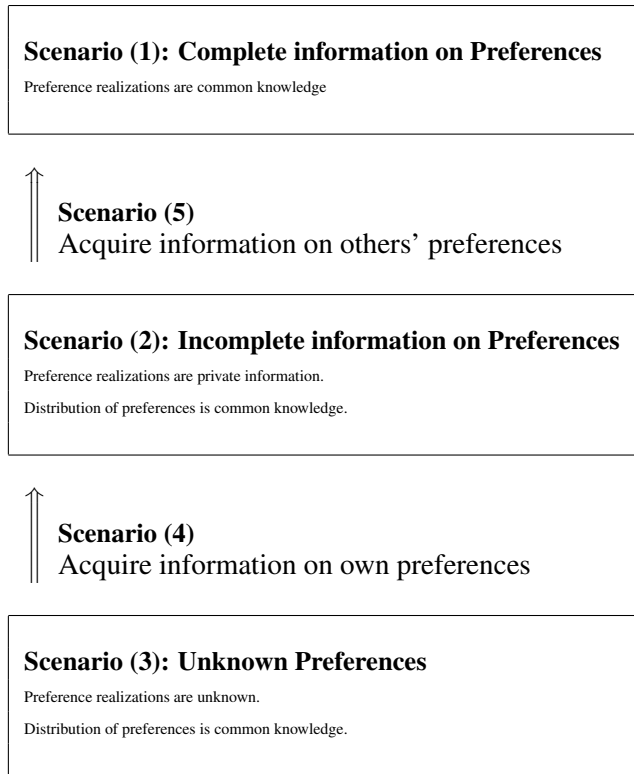 Scenario (1): Complete information on Preferences
Preference realizations are common knowledge
Scenario (5)
Acquire information on others’ preferences
Scenario (2): Incomplete information on Preferences
Preference realizations are private information.
Distribution of preferences is common knowledge.
Scenario (4)
Acquire information on own preferences
Scenario (3): Unknown Preferences
Preference realizations are unknown.
Distribution of preferences is common knowledge.